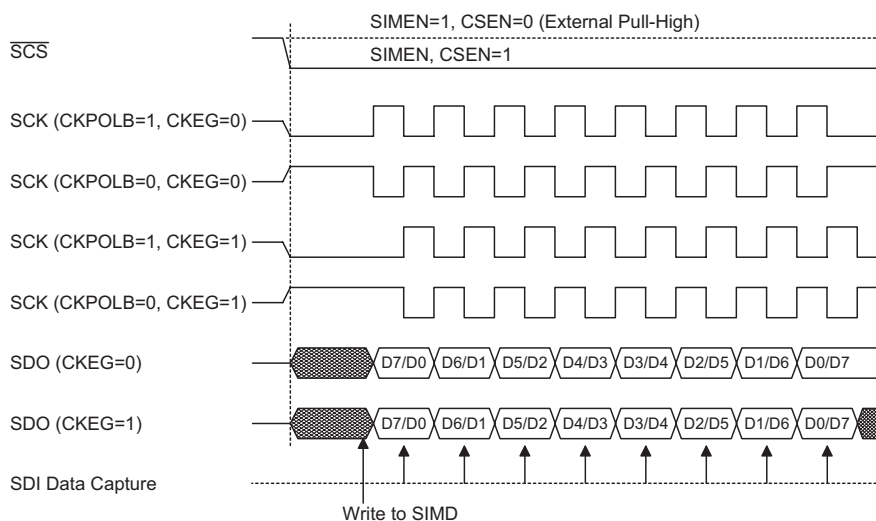 SIMEN=1, CSEN=0 (External Pull-High)
SCS
SIMEN, CSEN=1
SCK (CKPOLB=1, CKEG=0)
SCK (CKPOLB=0, CKEG=0)
SCK (CKPOLB=1, CKEG=1)
SCK (CKPOLB=0, CKEG=1)
SDO (CKEG=0) D7/D0 D6/D1 D5/D2 D4/D3 D3/D4 D2/D5 D1/D6 D0/D7
SDO (CKEG=1) D7/D0 D6/D1 D5/D2 D4/D3 D3/D4 D2/D5 D1/D6 D0/D7
SDI Data Capture
Write to SIMD